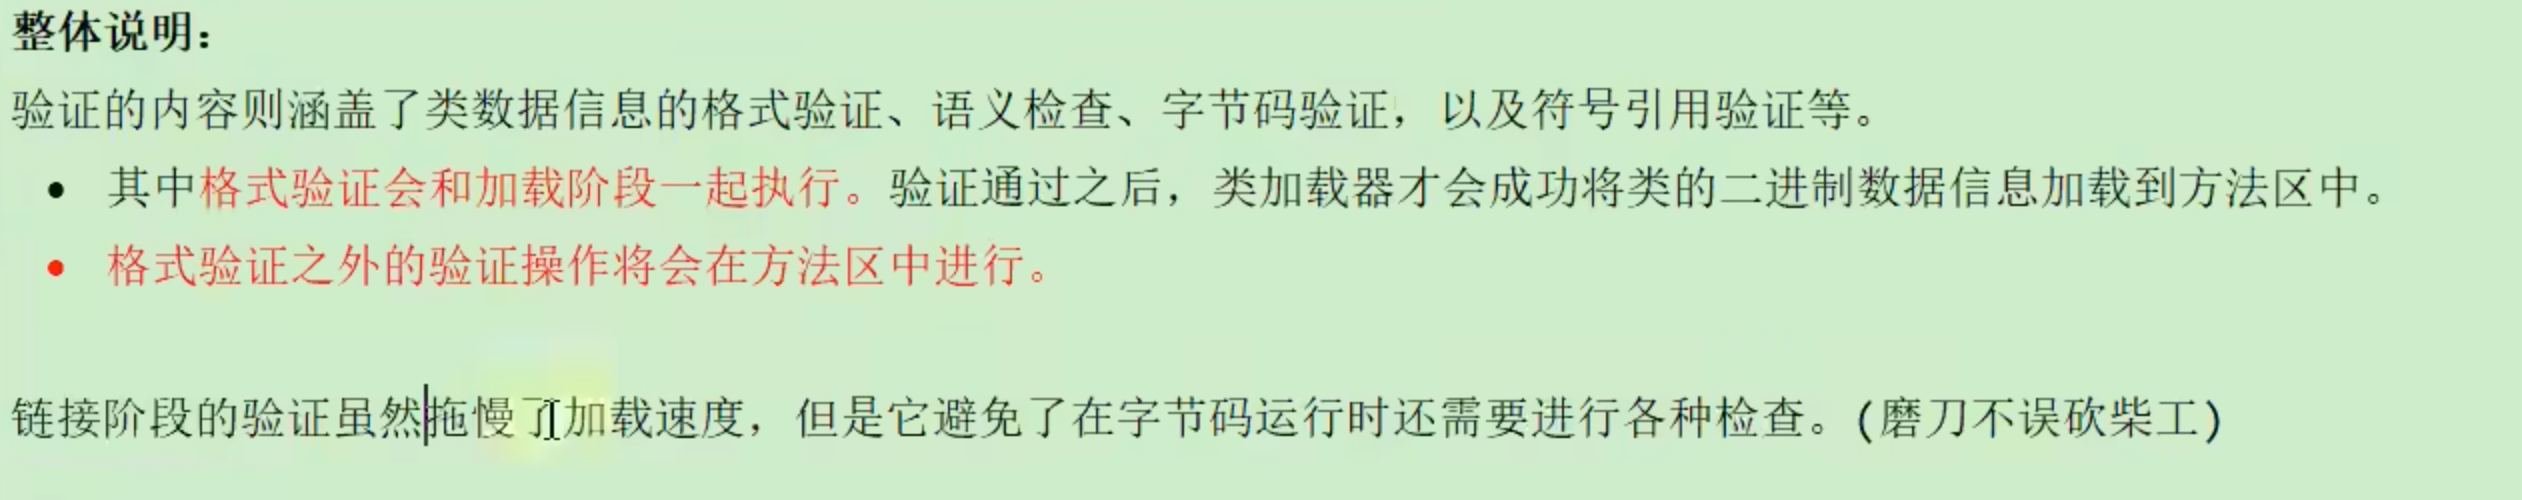 整体说明：
验证的内容则涵盖了类数据信息的格式验证、语义检查、字节码验证，以及符号引用验证等。
• 其中格式验证会和加载阶段一起执行。验证通过之后，类加载器才会成功将类的二进制数据信息加载到方法区中。
• 格式验证之外的验证操作将会在方法区中进行。
链接阶段的验证虽然拖慢了加载速度，但是它避免了在字节码运行时还需要进行各种检查。(磨刀不误砍柴工)